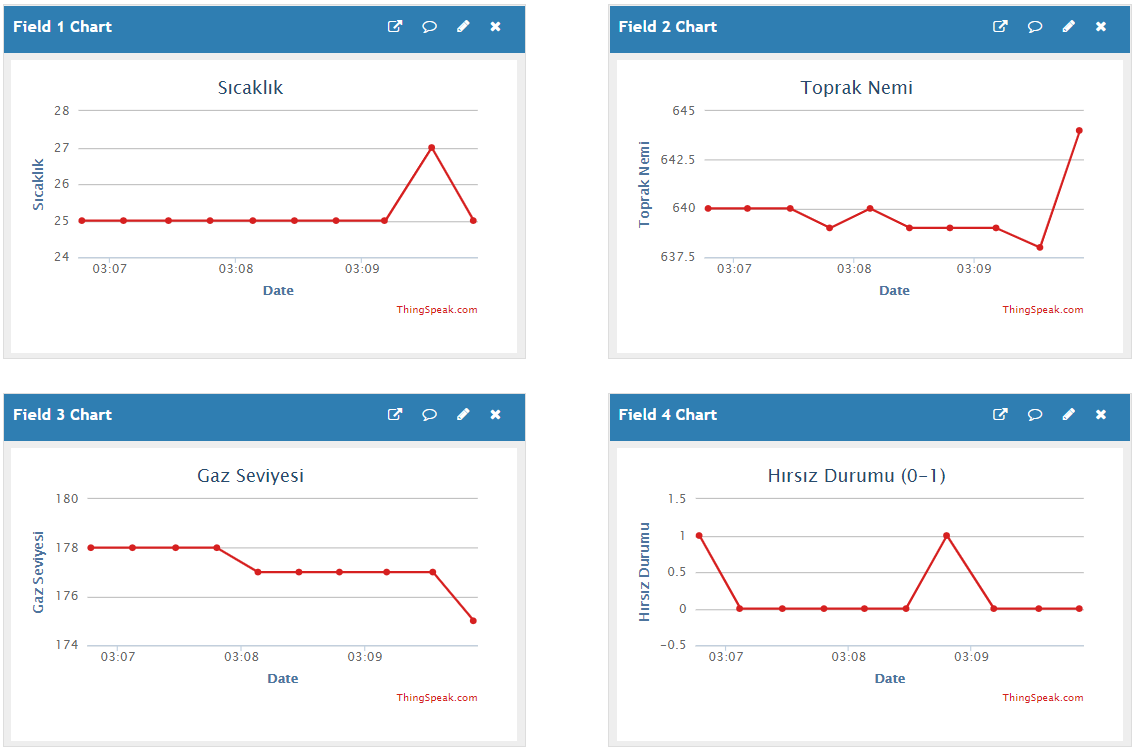 Field 1 Chart
Sıcaklık
28
27
26
25
24
Sıcaklık
03:07 03:08 03:09
Date
ThingSpeak.com
Field 2 Chart
Toprak Nemi
645
642.5
640
637.5
Toprak Nemi
03:07 03:08 03:09
Date
ThingSpeak.com
Field 3 Chart
Gaz Seviyesi
180
178
176
174
Gaz Seviyesi
03:07 03:08 03:09
Date
ThingSpeak.com
Field 4 Chart
Hırsız Durumu (0-1)
1.5
1
0.5
0
-0.5
Hırsız Durumu
03:07 03:08 03:09
Date
ThingSpeak.com